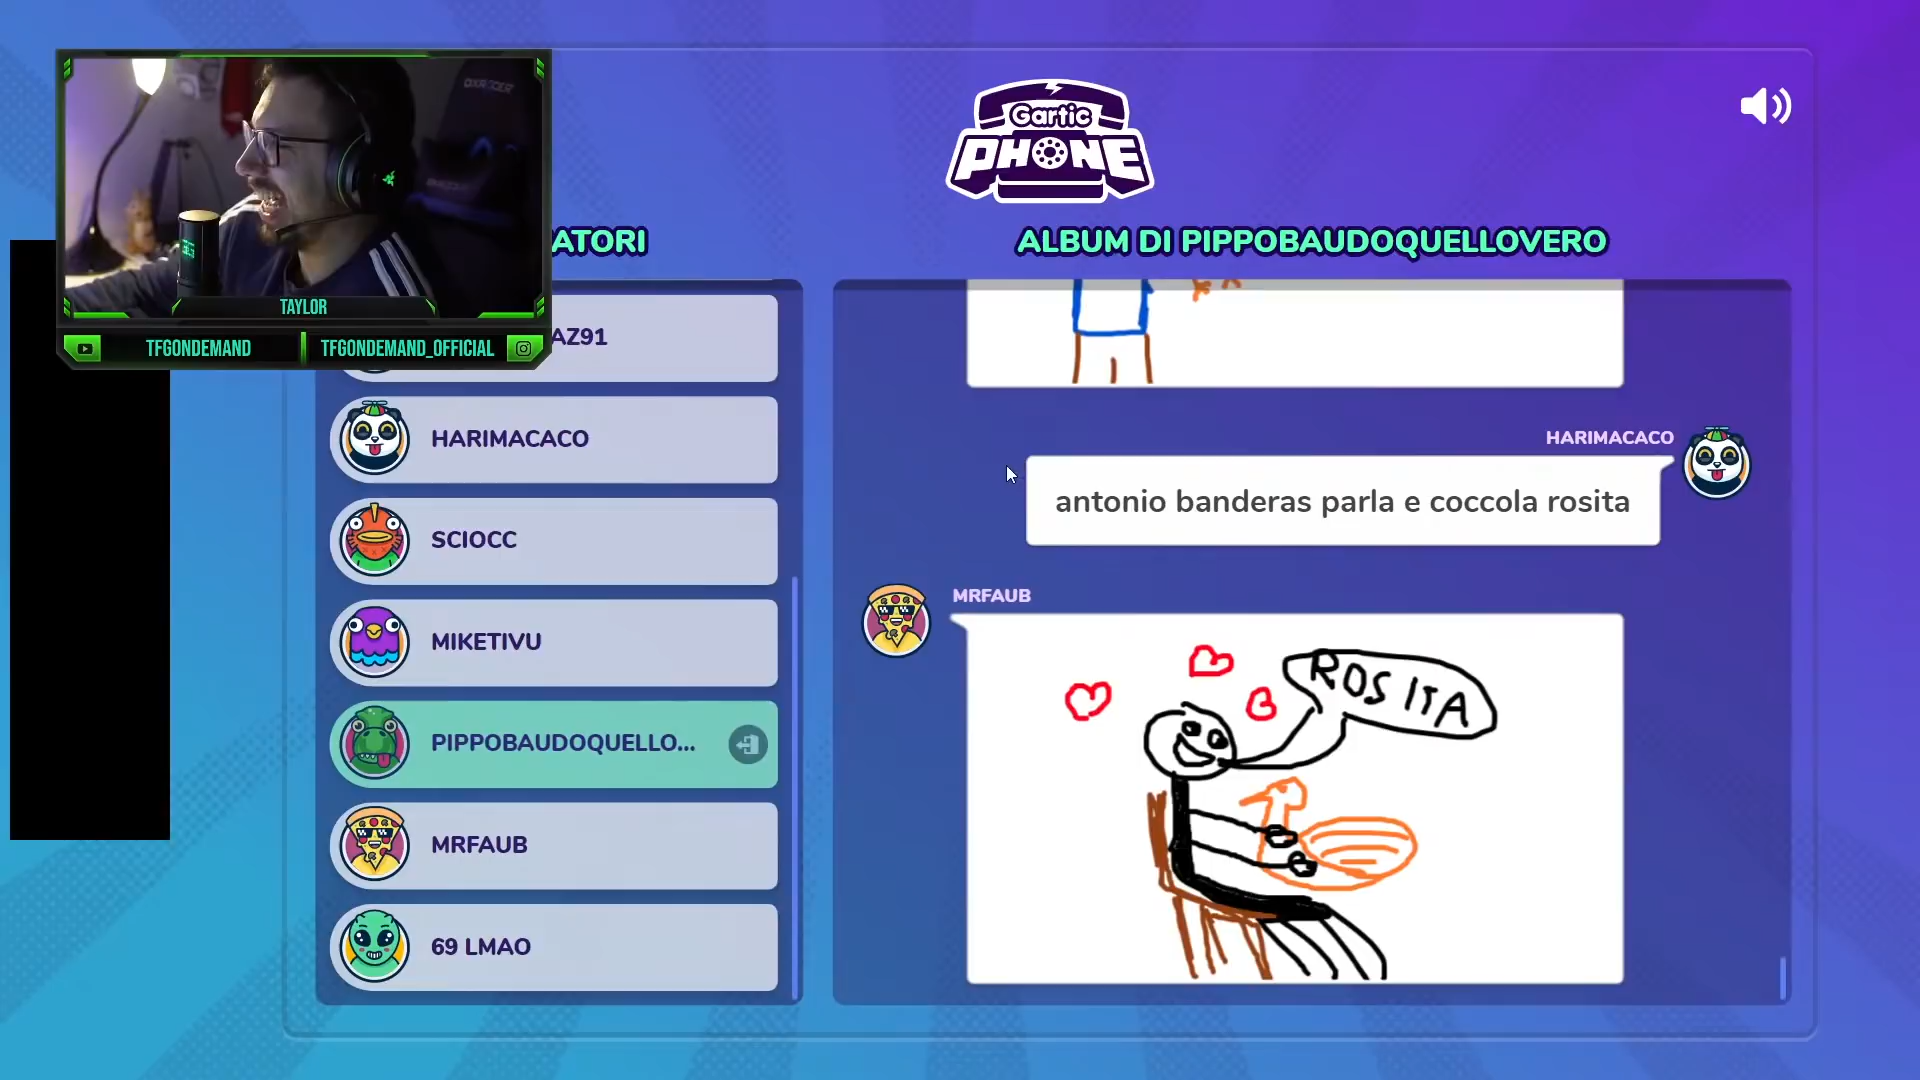 Gartic
PHONE
ATORI
ALBUM DI PIPPOBAUDOQUELLOVERO
TAYLOR
TFGONDEMAND
TFGONDEMAND_OFFICIAL
AZ91
HARIMACACO
SCIOCC
MIKETIVU
PIPPOBAUDOQUELLO...
MRFAUB
69 LMAO
HARIMACACO
antonio banderas parla e coccola rosita
MRFAUB
ROSITA